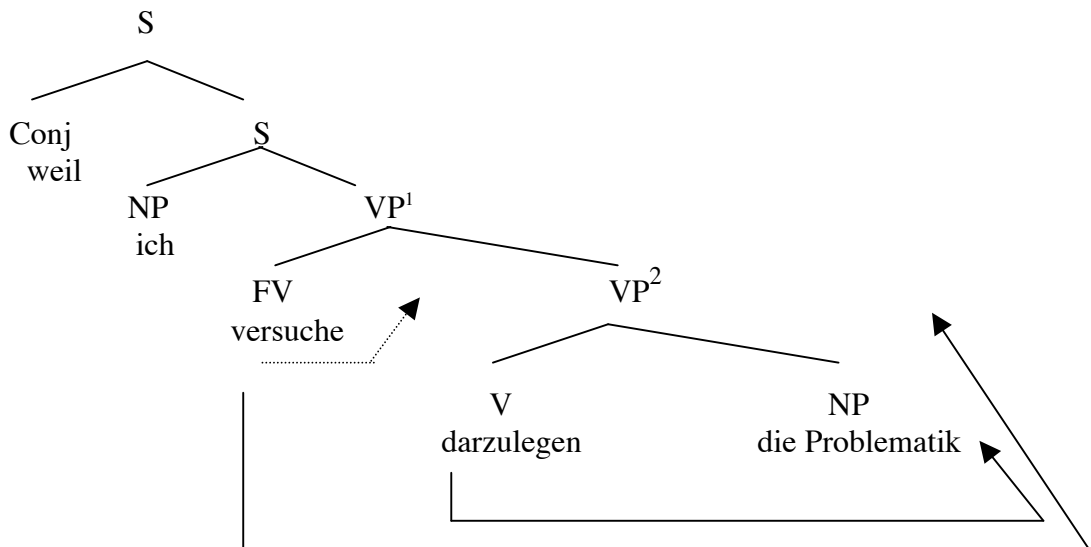 S
Conj S
weil
NP VP¹
ich
FV VP²
versuche
V NP
darzulegen die Problematik